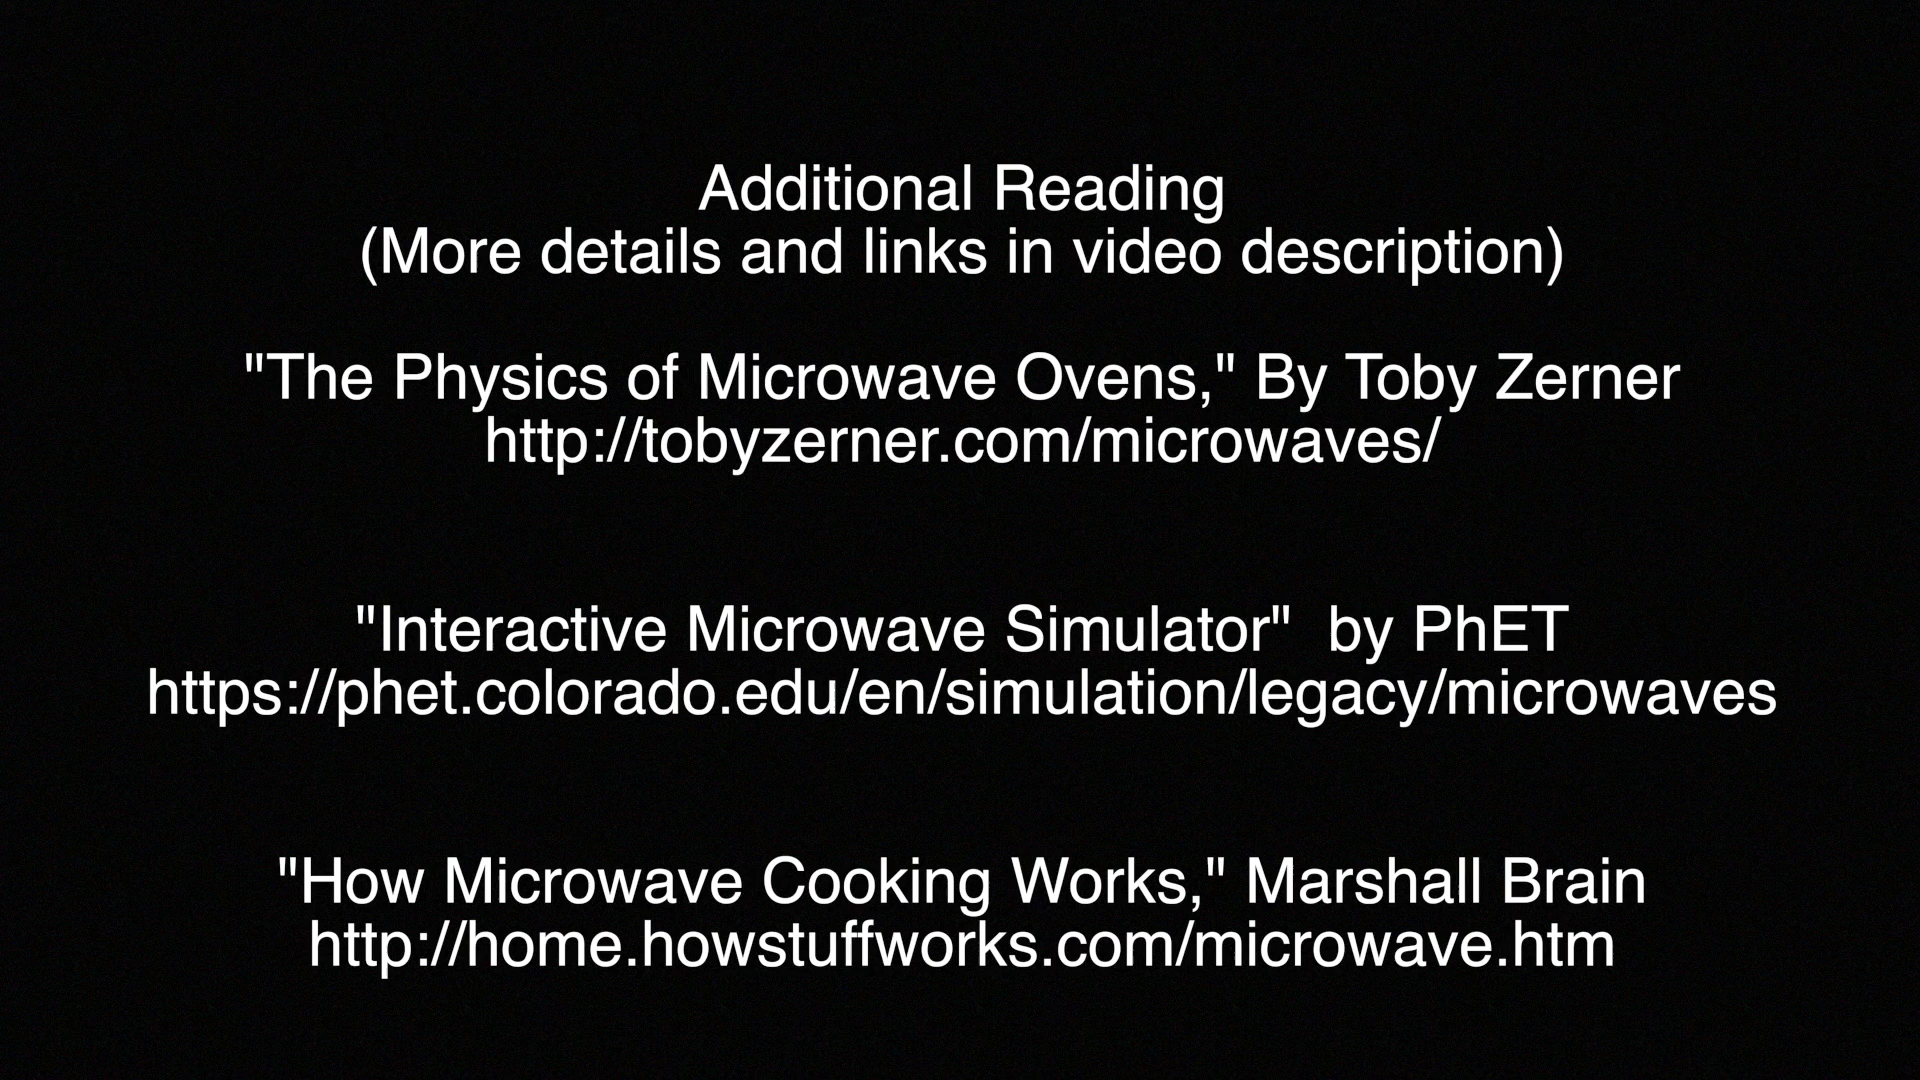 Additional Reading
(More details and links in video description)
"The Physics of Microwave Ovens," By Toby Zerner
http://tobyzerner.com/microwaves/
"Interactive Microwave Simulator"  by PhET
https://phet.colorado.edu/en/simulation/legacy/microwaves
"How Microwave Cooking Works," Marshall Brain
http://home.howstuffworks.com/microwave.htm